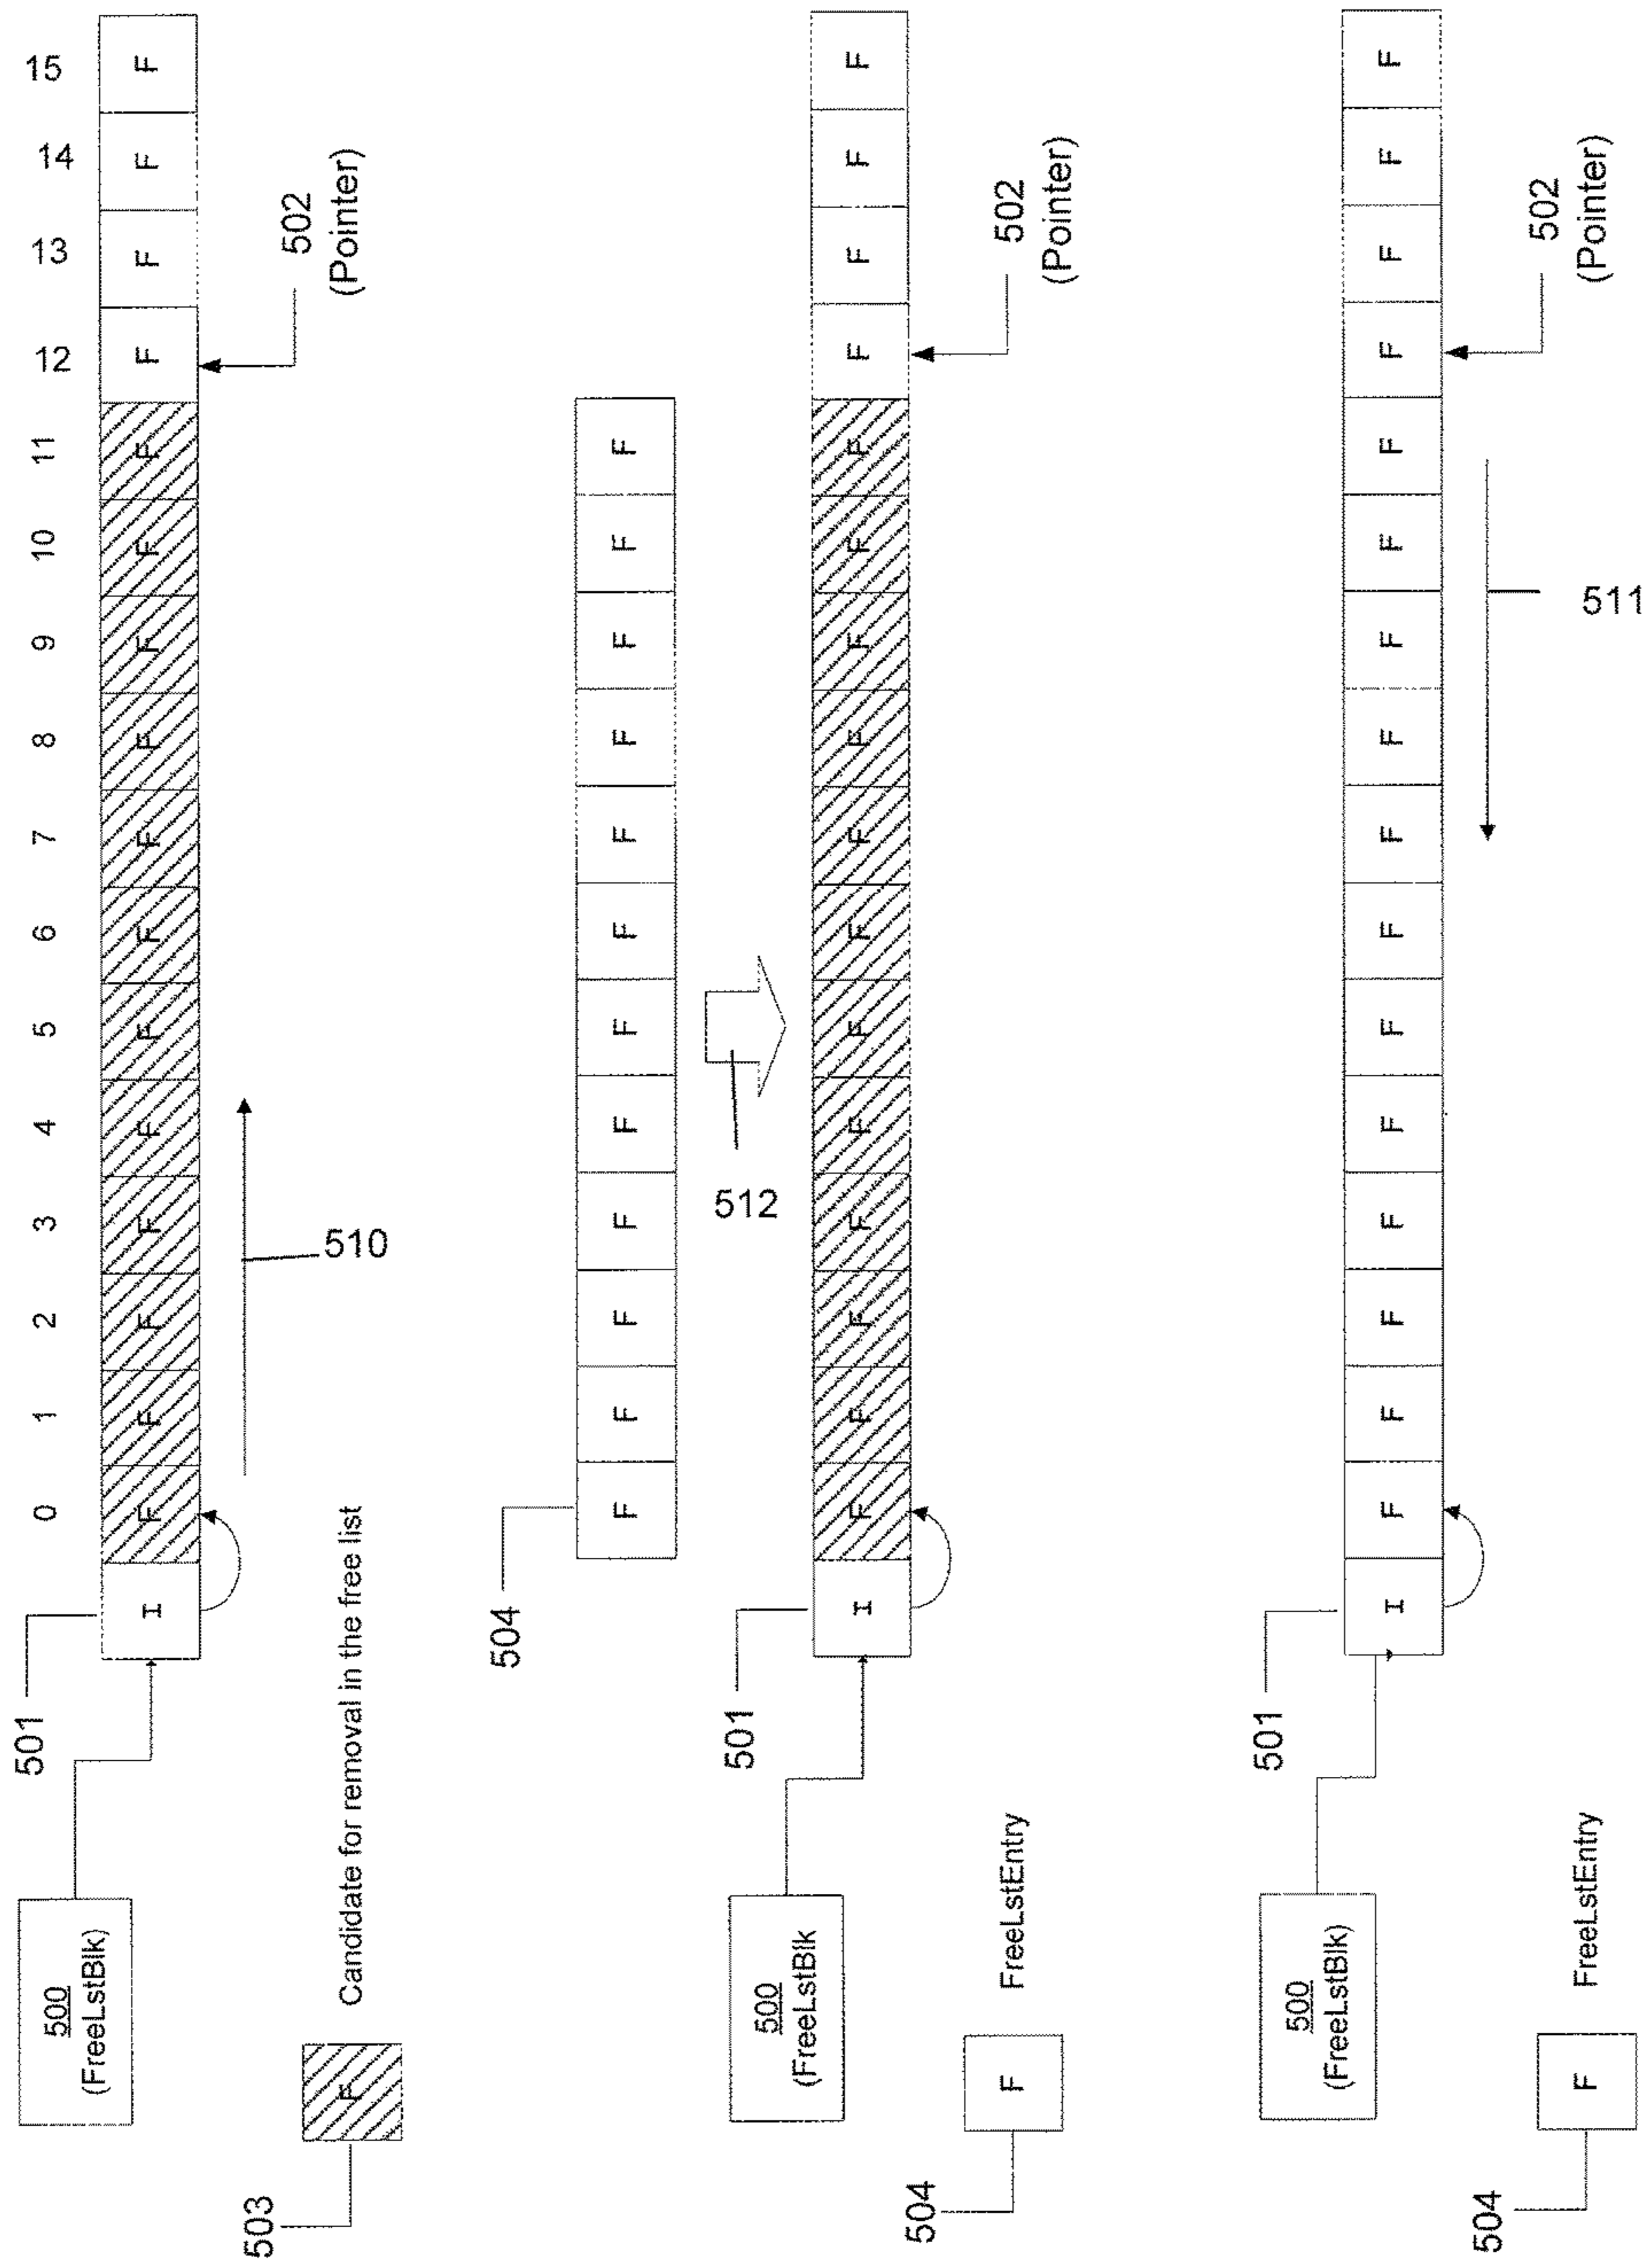 0 1 2 3 4 5 6 7 8 9 10 11 12 13 14 15
501
500
(FreeLstBlk)
I F F F F F F F F F F F F F F F F
510
502
(Pointer)
503
F
Candidate for removal in the free list
504
F F F F F F F F F F F F
512
501
500
(FreeLstBlk
I F F F F F F F F F F F F F F F F
502
(Pointer)
504
F
FreeLstEntry
501
500
(FreeLstBlk)
I F F F F F F F F F F F F F F F F
511
502
(Pointer)
504
F
FreeLstEntry